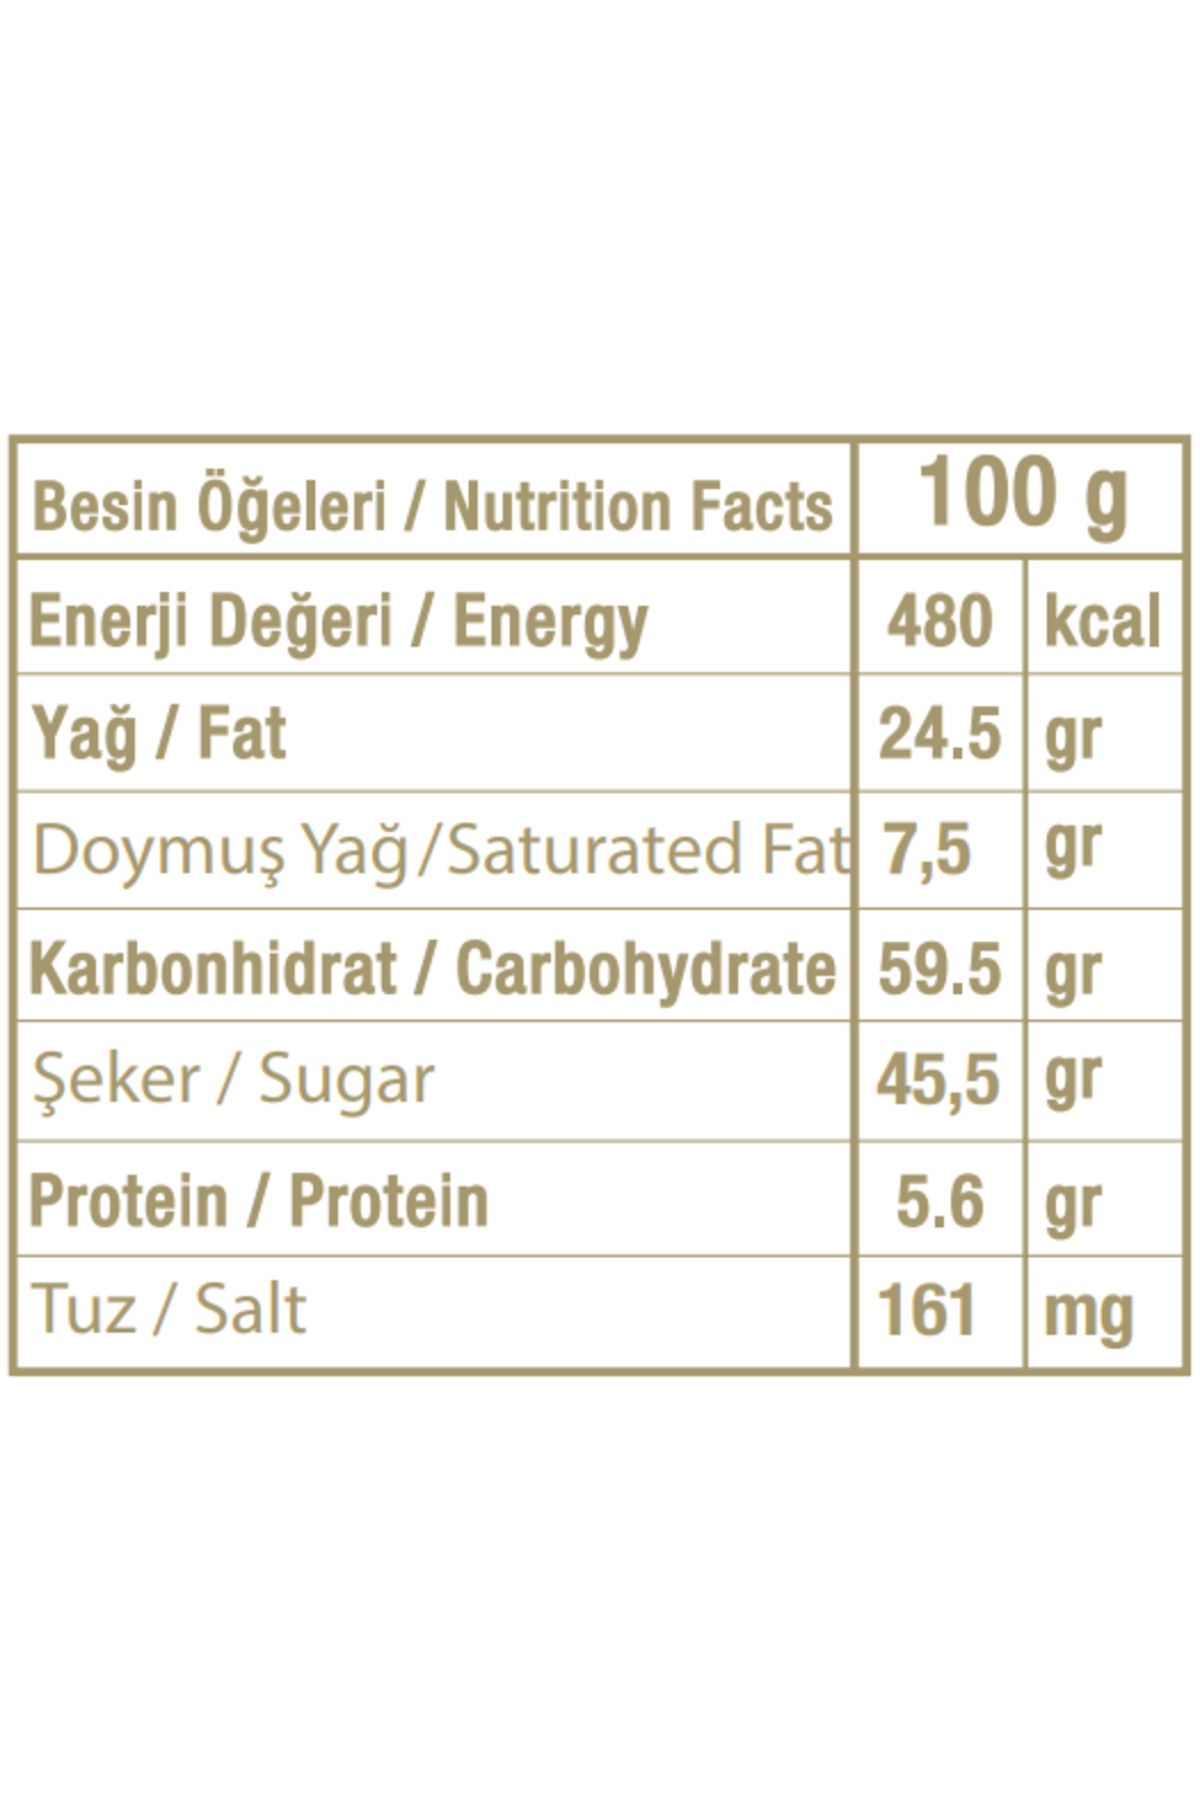 Besin Öğeleri / Nutrition Facts 100 g
Enerji Değeri / Energy 480 kcal
Yağ / Fat 24.5 gr
Doymuş Yağ/Saturated Fat 7,5 gr
Karbonhidrat / Carbohydrate 59.5 gr
Şeker / Sugar 45,5 gr
Protein / Protein 5.6 gr
Tuz / Salt 161 mg